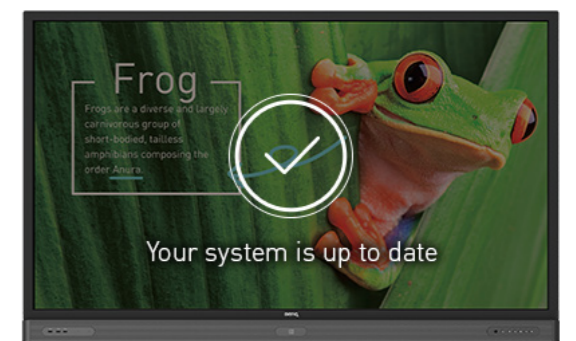 Frog
Frogs are a diverse and largely
carnivorous group of
short-bodied, tailless
amphibians composing the
order Anura.
Your system is up to date
BenQ